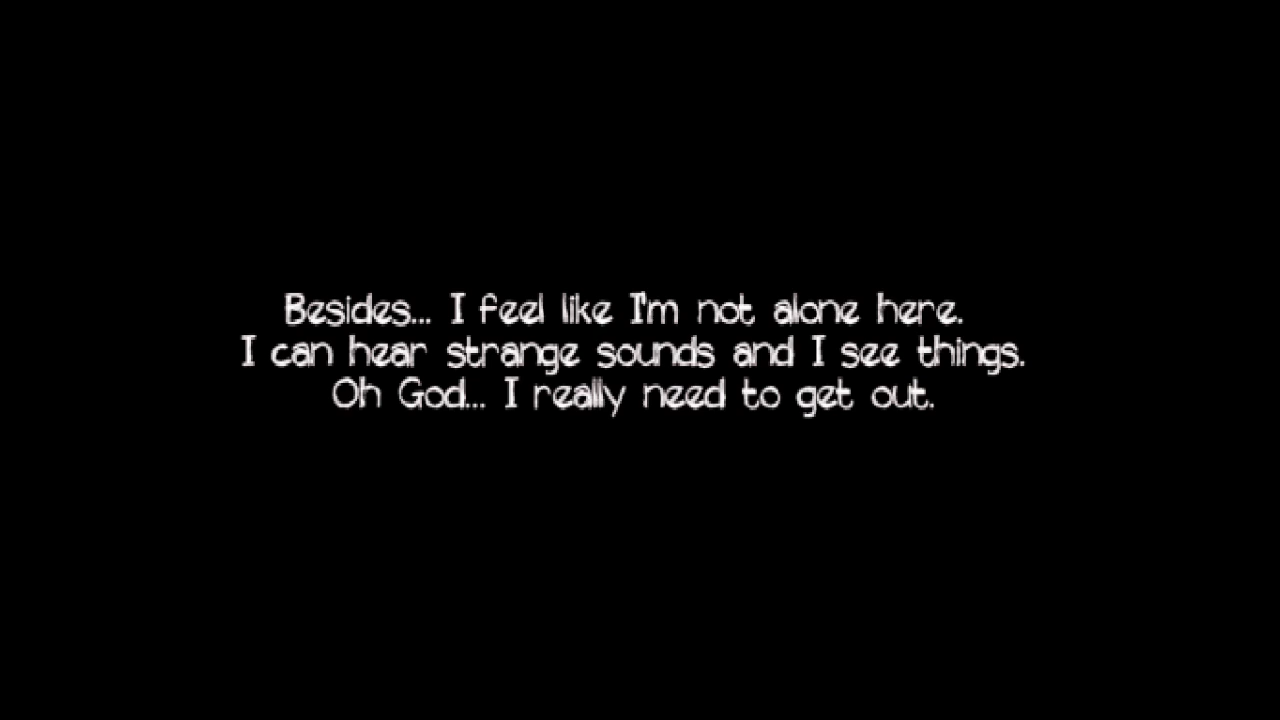 Besides... I feel like I'm not alone here.
I can hear strange sounds and I see things.
Oh God... I really need to get out.